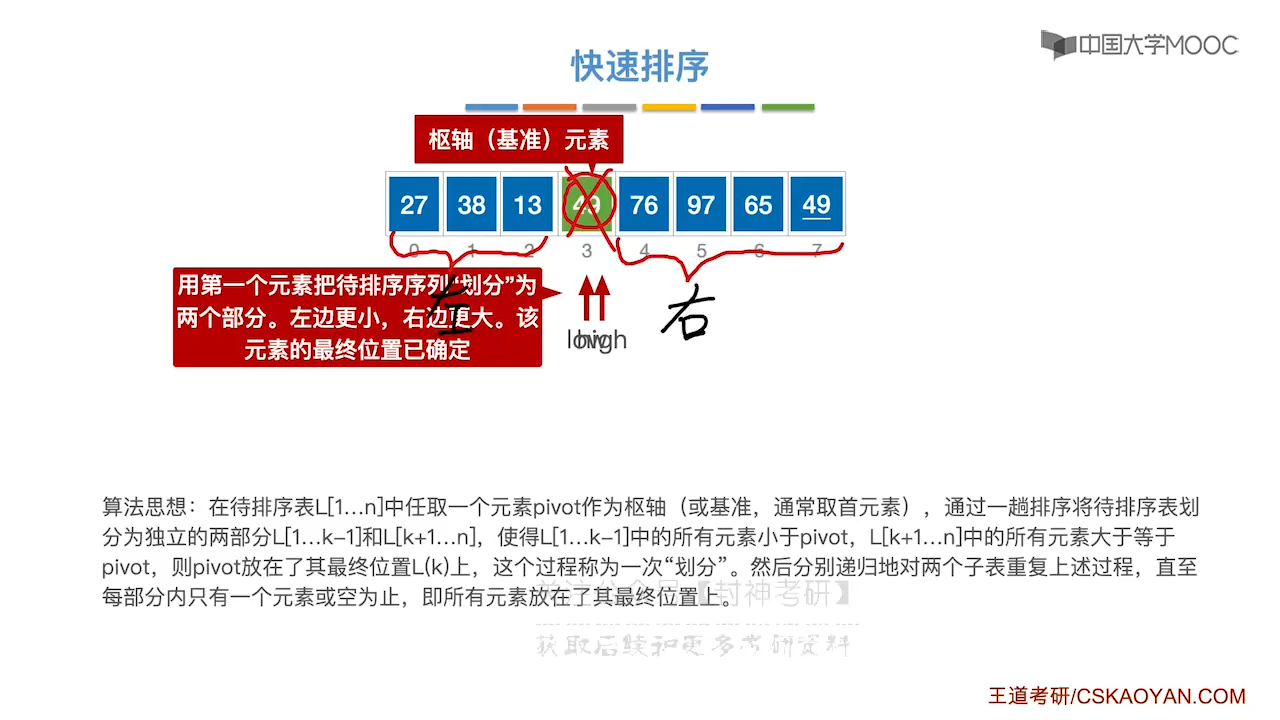 中国大学MOOC
快速排序
枢轴（基准）元素
27 38 13 49 76 97 65 49
0 1 2 3 4 5 6 7
用第一个元素把待排序序列“划分”为
两个部分。左边更小，右边更大。该
元素的最终位置已确定
左 右
low high
算法思想：在待排序表L[1…n]中任取一个元素pivot作为枢轴（或基准，通常取首元素），通过一趟排序将待排序表划
分为独立的两部分L[1…k-1]和L[k+1…n]，使得L[1…k-1]中的所有元素小于pivot，L[k+1…n]中的所有元素大于等于
pivot，则pivot放在了其最终位置L(k)上，这个过程称为一次“划分”。然后分别递归地对两个子表重复上述过程，直至
每部分内只有一个元素或空为止，即所有元素放在了其最终位置上。
关注公众号【封神考研】
获取后续和更多考研资料
王道考研/CSKAOYAN.COM